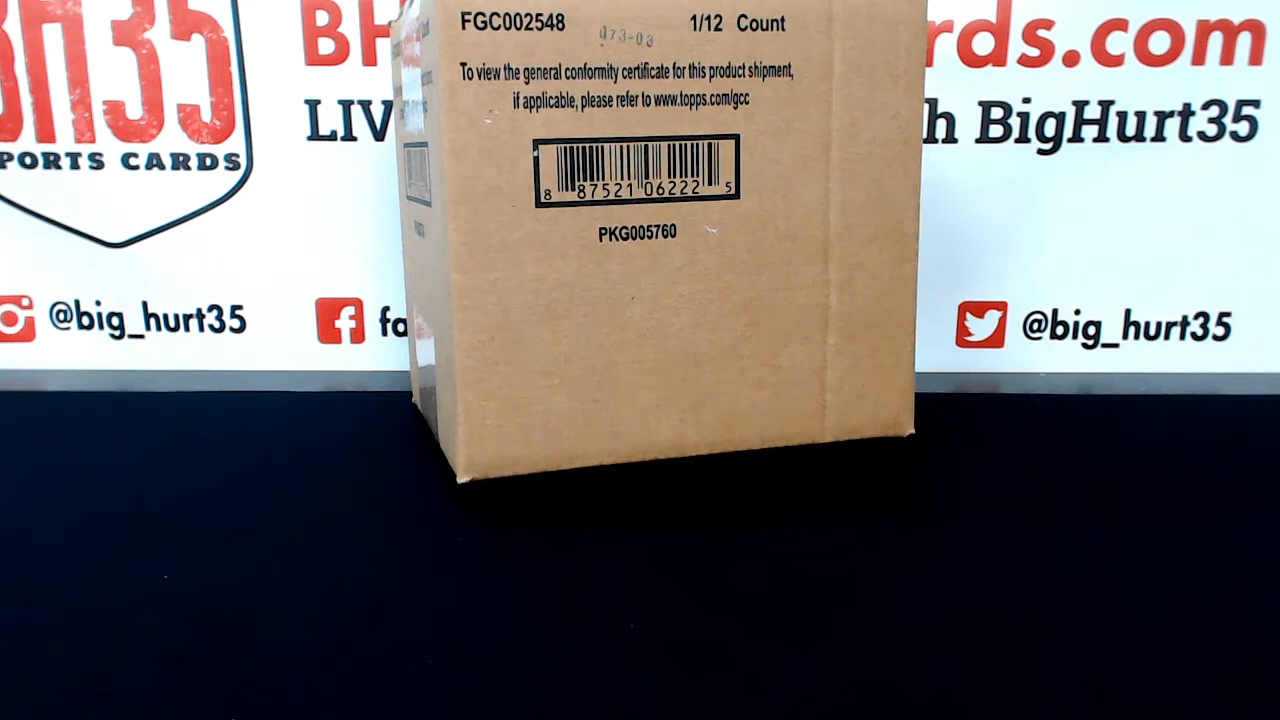 BH35
SPORTS CARDS
BH
rds.com
LIV
h BigHurt35
FGC002548
1/12 Count
073-03
To view the general conformity certificate for this product shipment,
if applicable, please refer to www.topps.com/gcc
8 87521 06222 5
PKG005760
@big_hurt35
fa
@big_hurt35